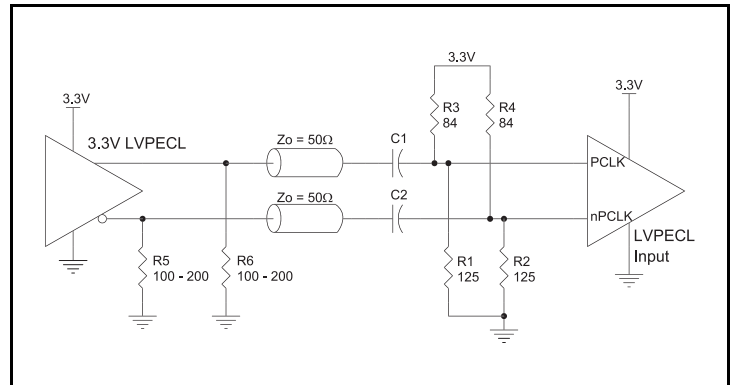 3.3V
3.3V
3.3V
3.3V LVPECL
Zo = 50Ω
C1
R3
84
R4
84
PCLK
Zo = 50Ω
C2
nPCLK
LVPECL
Input
R5
100 - 200
R6
100 - 200
R1
125
R2
125